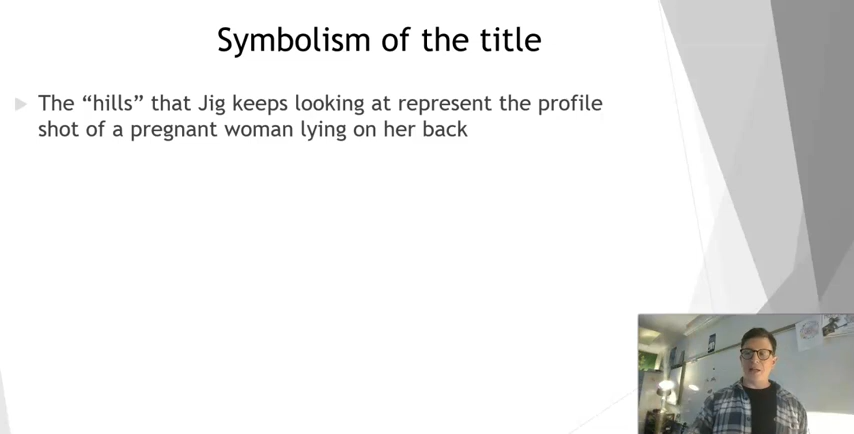 Symbolism of the title
The “hills” that Jig keeps looking at represent the profile
shot of a pregnant woman lying on her back